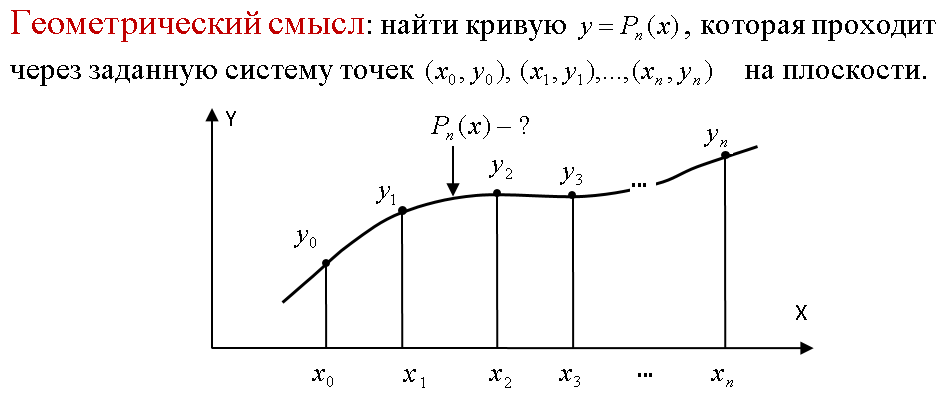 Геометрический смысл: найти кривую y = Pₙ(x), которая проходит
через заданную систему точек (x₀, y₀), (x₁, y₁),...,(xₙ, yₙ) на плоскости.
Y
Pₙ(x) – ?
yₙ
y₂
y₃
...
y₁
y₀
X
x₀ x₁ x₂ x₃ ... xₙ